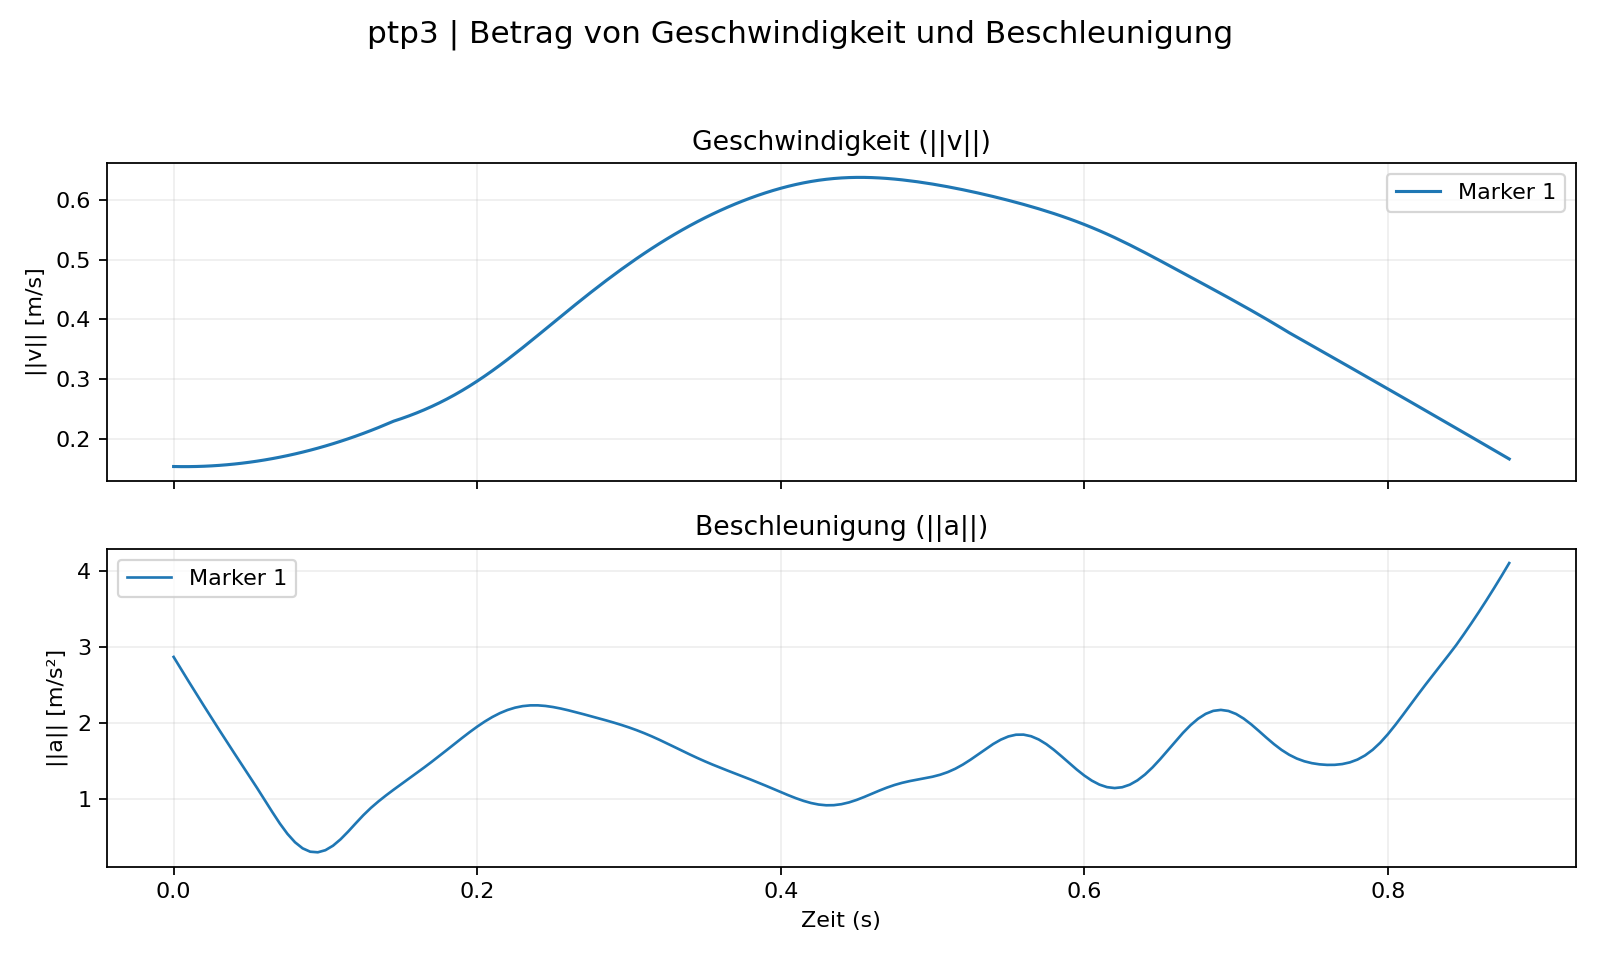 ptp3 | Betrag von Geschwindigkeit und Beschleunigung
Geschwindigkeit (||v||)
||v|| [m/s]
0.6
0.5
0.4
0.3
0.2
Marker 1
Beschleunigung (||a||)
||a|| [m/s²]
4
3
2
1
Marker 1
0.0 0.2 0.4 0.6 0.8
Zeit (s)